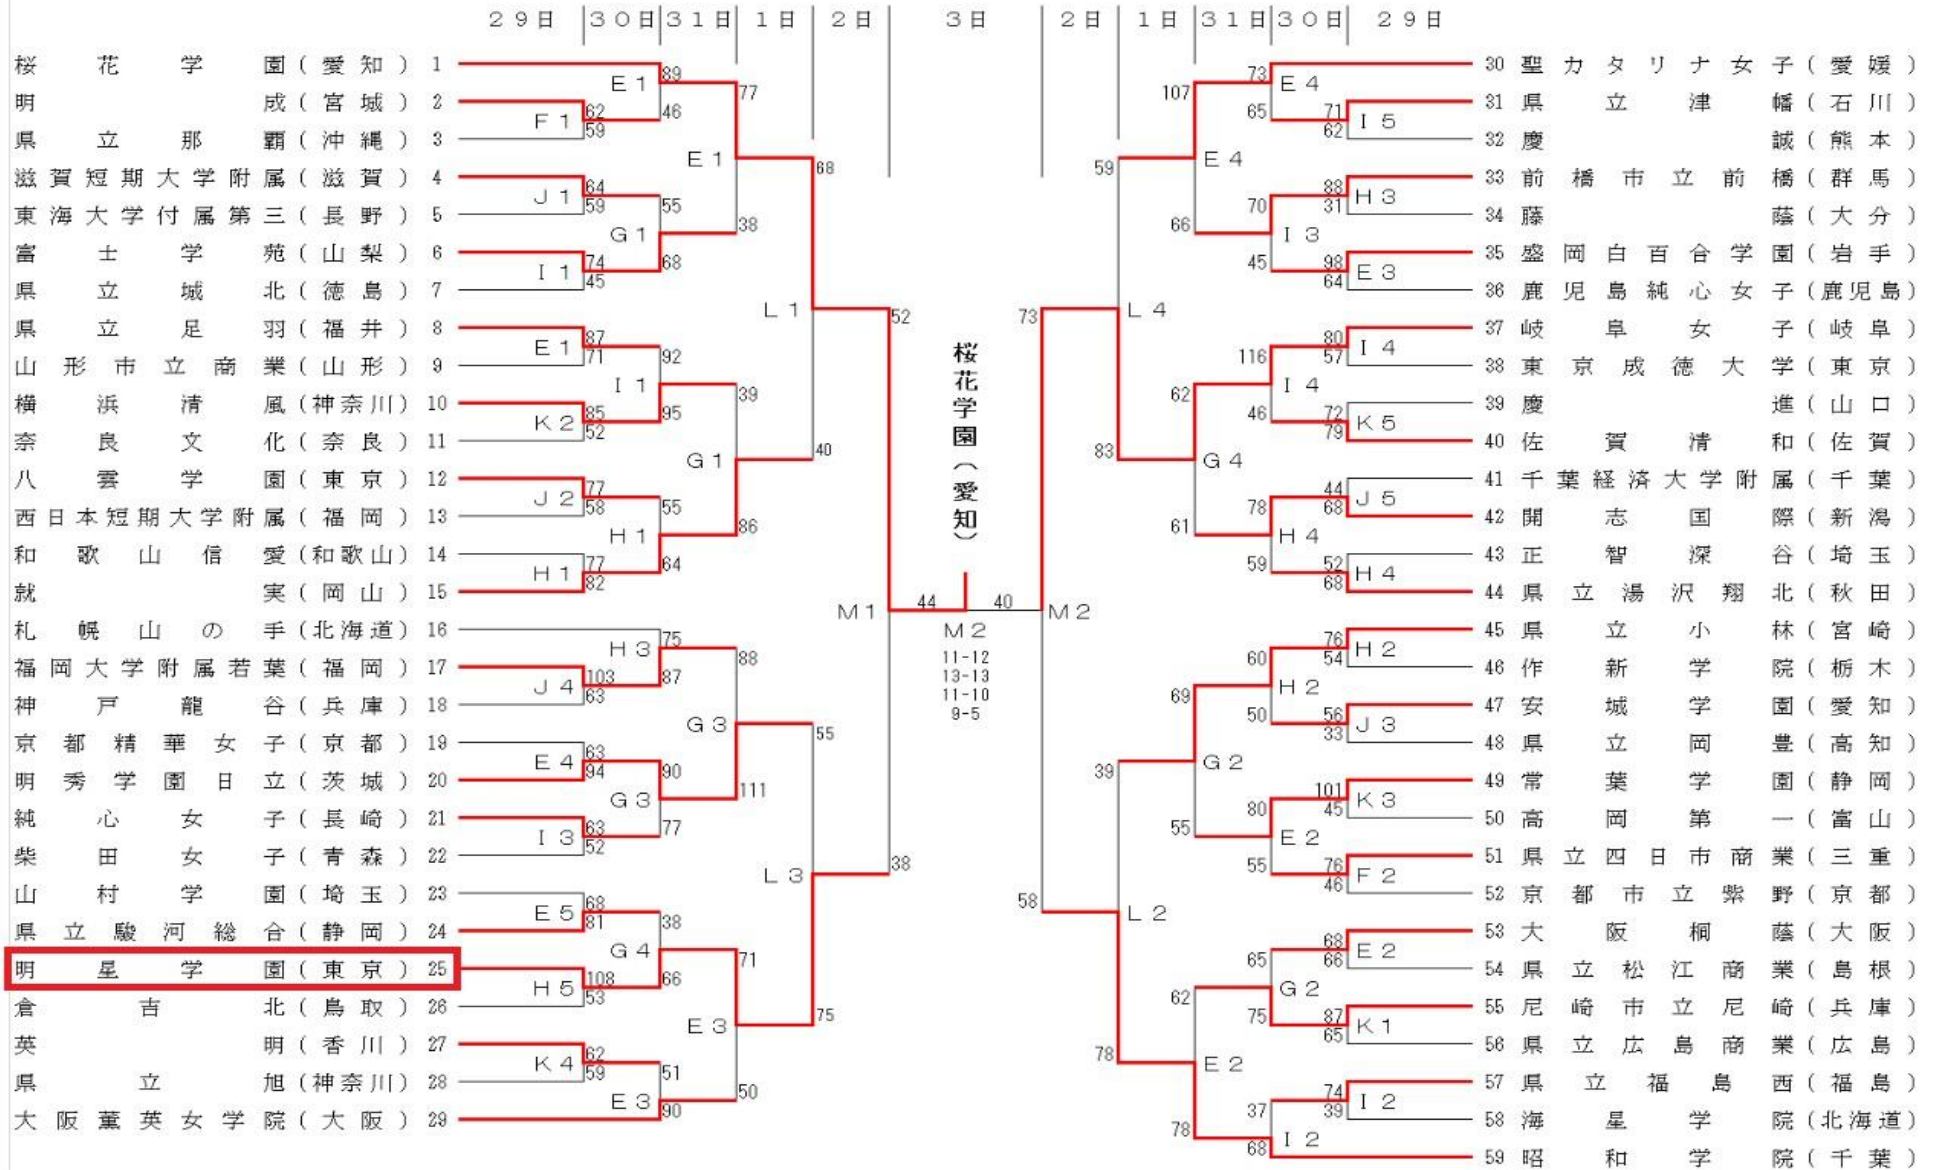 29日 30日 31日 1日 2日 3日 2日 1日 31日 30日 29日
桜花学園(愛知) 1
明成(宮城) 2
県立那覇(沖縄) 3
滋賀短期大学附属(滋賀) 4
東海大学付属第三(長野) 5
富士学苑(山梨) 6
県立城北(徳島) 7
県立足羽(福井) 8
山形市立商業(山形) 9
横浜清風(神奈川) 10
奈良文化(奈良) 11
八雲学園(東京) 12
西日本短期大学附属(福岡) 13
和歌山信愛(和歌山) 14
就実(岡山) 15
札幌山の手(北海道) 16
福岡大学附属若葉(福岡) 17
神戸龍谷(兵庫) 18
京都精華女子(京都) 19
明秀学園日立(茨城) 20
純心女子(長崎) 21
柴田女子(青森) 22
山村学園(埼玉) 23
県立駿河総合(静岡) 24
明星学園(東京) 25
倉吉北(鳥取) 26
英明(香川) 27
県立旭(神奈川) 28
大阪薫英女学院(大阪) 29
F1 62 59
J1 64 59
I1 74 45
E1 87 71
K2 85 52
J2 77 58
H1 77 82
J4 103 63
E4 63 94
I3 63 52
E5 68 81
H5 108 53
K4 62 59
E1 89 46
G1 55 68
I1 92 95
H1 55 64
H3 75 87
G3 90 77
G4 38 66
E3 51 90
E1 77 38
G1 39 86
G3 88 111
E3 71 50
L1 68 40
L3 55 75
M1 52 38
桜花学園(愛知)
44 40
M2
11-12
13-13
11-10
9-5
M2 73 58
L4 59 83
L2 39 78
E4 107 66
G4 62 61
G2 69 55
E2 62 78
E4 73 65
I3 70 45
I4 116 46
H4 78 59
H2 60 50
E2 80 55
G2 65 75
I2 37 68
I5 71 62
H3 88 31
E3 98 64
I4 80 57
K5 72 79
J5 44 68
H4 52 68
H2 76 54
J3 56 33
K3 101 45
F2 76 46
E2 68 66
K1 87 65
I2 74 39
30 聖カタリナ女子(愛媛)
31 県立津幡(石川)
32 慶誠(熊本)
33 前橋市立前橋(群馬)
34 藤蔭(大分)
35 盛岡白百合学園(岩手)
36 鹿児島純心女子(鹿児島)
37 岐阜女子(岐阜)
38 東京成徳大学(東京)
39 慶進(山口)
40 佐賀清和(佐賀)
41 千葉経済大学附属(千葉)
42 開志国際(新潟)
43 正智深谷(埼玉)
44 県立湯沢翔北(秋田)
45 県立小林(宮崎)
46 作新学院(栃木)
47 安城学園(愛知)
48 県立岡豊(高知)
49 常葉学園(静岡)
50 高岡第一(富山)
51 県立四日市商業(三重)
52 京都市立紫野(京都)
53 大阪桐蔭(大阪)
54 県立松江商業(島根)
55 尼崎市立尼崎(兵庫)
56 県立広島商業(広島)
57 県立福島西(福島)
58 海星学院(北海道)
59 昭和学院(千葉)